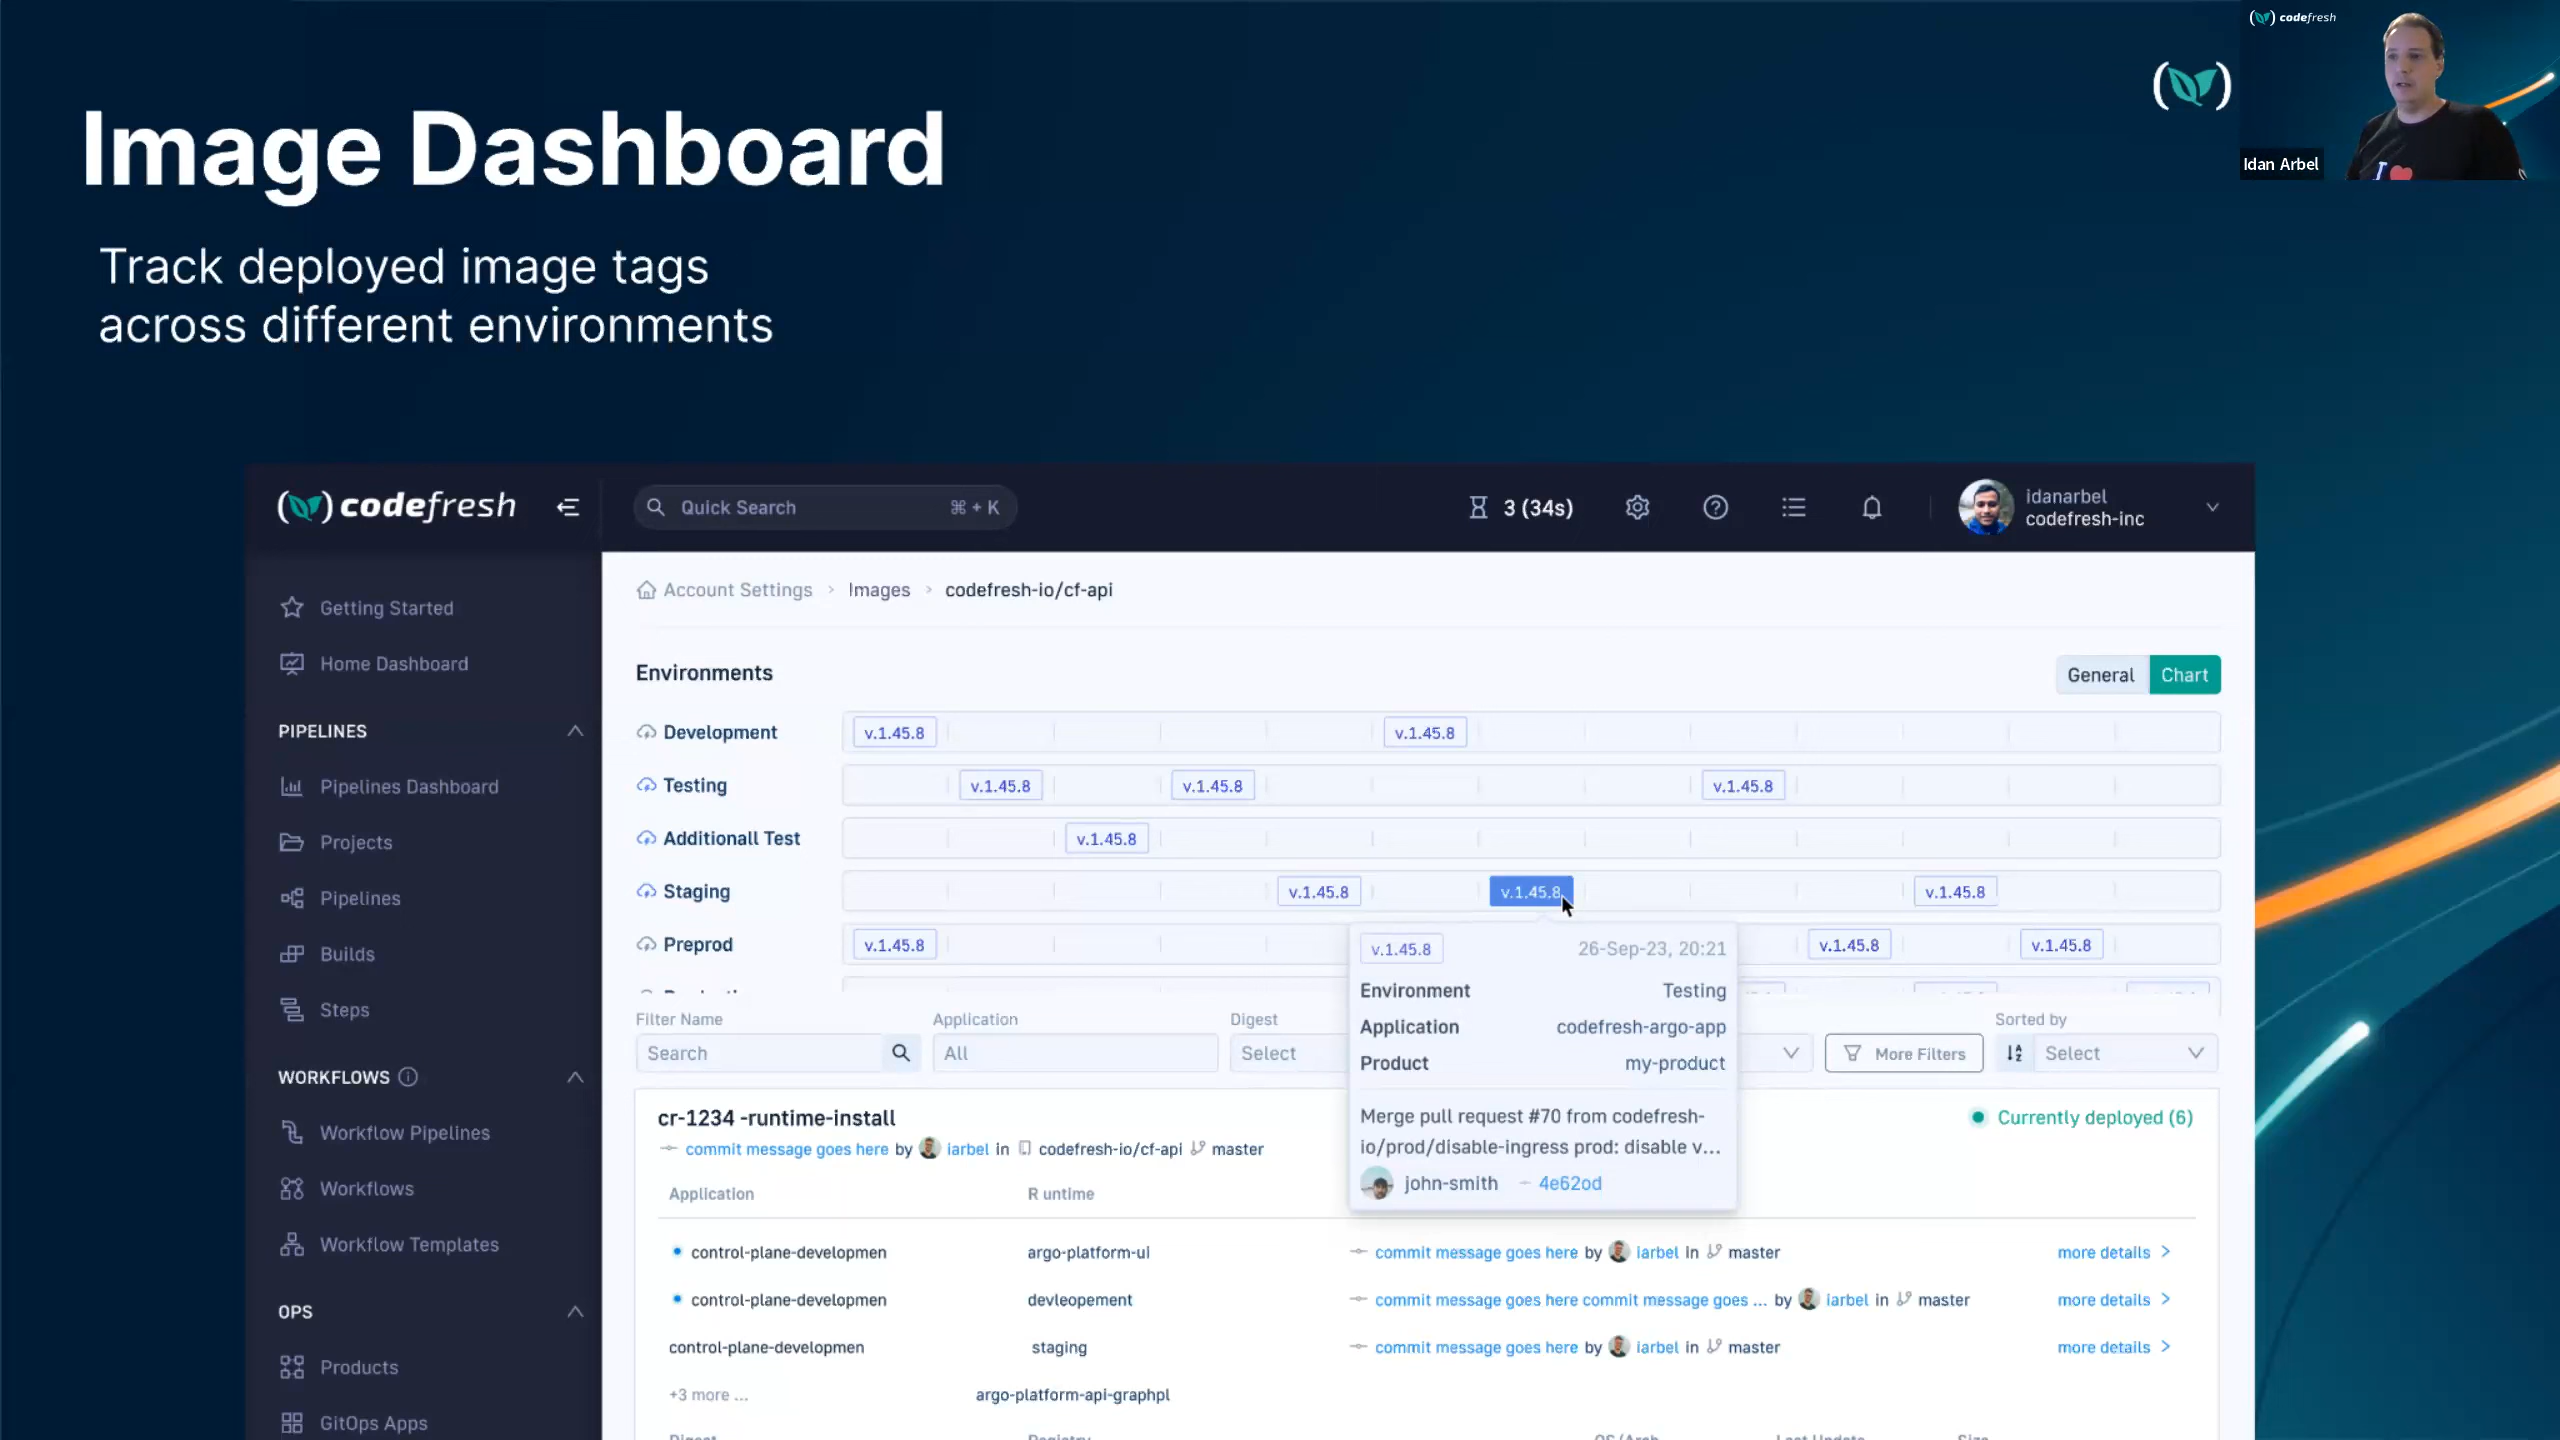 codefresh
Idan Arbel
I
Image Dashboard
Track deployed image tags
across different environments
codefresh
Quick Search ⌘ + K
3 (34s)
idanarbel
codefresh-inc
Getting Started
Home Dashboard
PIPELINES
Pipelines Dashboard
Projects
Pipelines
Builds
Steps
WORKFLOWS
Workflow Pipelines
Workflows
Workflow Templates
OPS
Products
GitOps Apps
Account Settings > Images > codefresh-io/cf-api
Environments
General Chart
Development v.1.45.8 v.1.45.8
Testing v.1.45.8 v.1.45.8 v.1.45.8
Additionall Test v.1.45.8
Staging v.1.45.8 v.1.45.8 v.1.45.8
Preprod v.1.45.8 v.1.45.8 v.1.45.8
v.1.45.8 26-Sep-23, 20:21
Environment Testing
Application codefresh-argo-app
Product my-product
Merge pull request #70 from codefresh-
io/prod/disable-ingress prod: disable v...
john-smith 4e62od
Filter Name Application Digest Sorted by
Search All Select More Filters Select
cr-1234 -runtime-install Currently deployed (6)
commit message goes here by iarbel in codefresh-io/cf-api master
Application R untime
control-plane-developmen argo-platform-ui commit message goes here by iarbel in master more details >
control-plane-developmen devleopement commit message goes here commit message goes ... by iarbel in master more details >
control-plane-developmen staging commit message goes here by iarbel in master more details >
+3 more ... argo-platform-api-graphpl